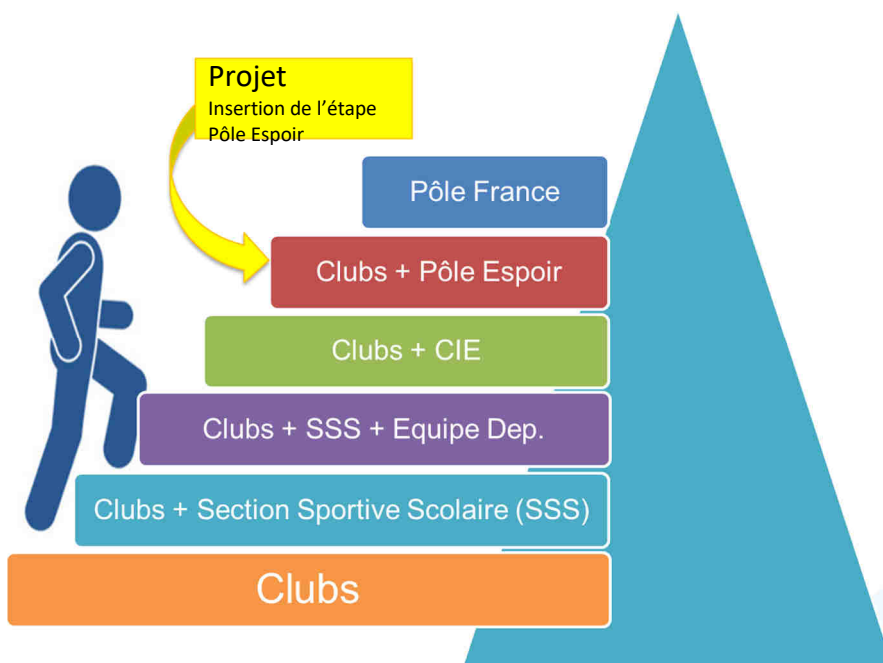 Projet
Insertion de l’étape
Pôle Espoir
Pôle France
Clubs + Pôle Espoir
Clubs + CIE
Clubs + SSS + Equipe Dep.
Clubs + Section Sportive Scolaire (SSS)
Clubs